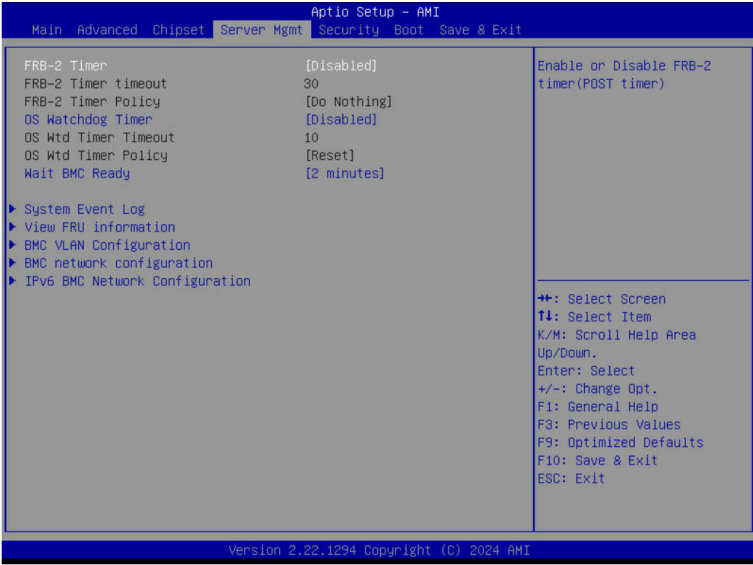 Aptio Setup - AMI
Main Advanced Chipset Server Mgmt Security Boot Save & Exit
FRB-2 Timer [Disabled]
FRB-2 Timer timeout 30
FRB-2 Timer Policy [Do Nothing]
OS Watchdog Timer [Disabled]
OS Wtd Timer Timeout 10
OS Wtd Timer Policy [Reset]
Wait BMC Ready [2 minutes]
▶ System Event Log
▶ View FRU information
▶ BMC VLAN Configuration
▶ BMC network configuration
▶ IPv6 BMC Network Configuration
Enable or Disable FRB-2
timer(POST timer)
→←: Select Screen
↑↓: Select Item
K/M: Scroll Help Area
Up/Down.
Enter: Select
+/-: Change Opt.
F1: General Help
F3: Previous Values
F9: Optimized Defaults
F10: Save & Exit
ESC: Exit
Version 2.22.1294 Copyright (C) 2024 AMI